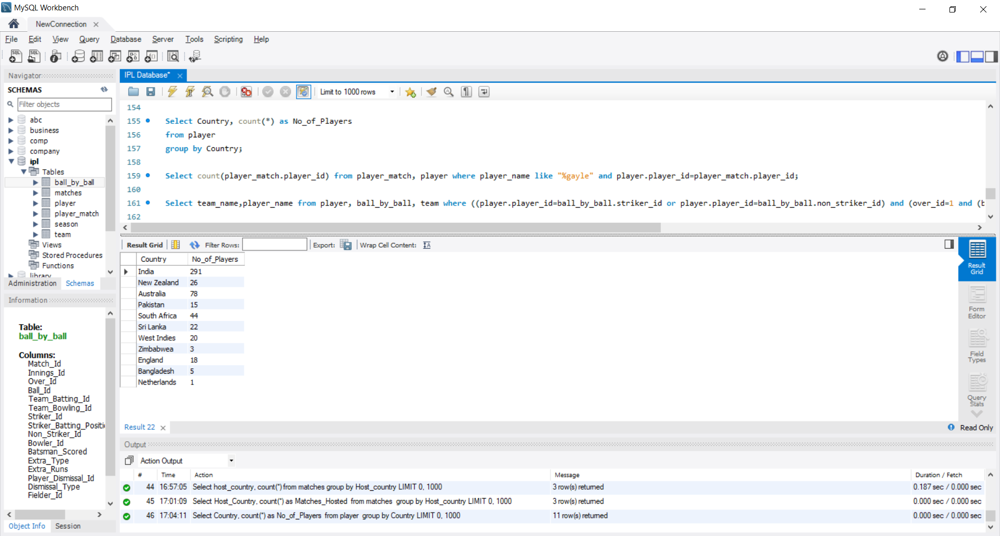 MySQL Workbench
NewConnection
File Edit View Query Database Server Tools Scripting Help
Navigator
SCHEMAS
Filter objects
abc
business
comp
company
ipl
Tables
ball_by_ball
matches
player
player_match
season
team
Views
Stored Procedures
Functions
library
Administration Schemas
Information
Table:
ball_by_ball
Columns:
Match_Id
Innings_Id
Over_Id
Ball_Id
Team_Batting_Id
Team_Bowling_Id
Striker_Id
Striker_Batting_Positi
Non_Striker_Id
Bowler_Id
Batsman_Scored
Extra_Type
Extra_Runs
Player_Dismissal_Id
Dismissal_Type
Fielder_Id
Object Info Session
IPL Database*
Limit to 1000 rows
154
155 Select Country, count(*) as No_of_Players
156 from player
157 group by Country;
158
159 Select count(player_match.player_id) from player_match, player where player_name like "%gayle" and player.player_id=player_match.player_id;
160
161 Select team_name,player_name from player, ball_by_ball, team where ((player.player_id=ball_by_ball.striker_id or player.player_id=ball_by_ball.non_striker_id) and (over_id=1 and (b
162
Result Grid Filter Rows: Export: Wrap Cell Content:
Country No_of_Players
India 291
New Zealand 26
Australia 78
Pakistan 15
South Africa 44
Sri Lanka 22
West Indies 20
Zimbabwea 3
England 18
Bangladesh 5
Netherlands 1
Result
Grid
Form
Editor
Field
Types
Query
Stats
Result 22
Read Only
Output
Action Output
# Time Action Message Duration / Fetch
44 16:57:05 Select host_country, count(*) from matches group by Host_country LIMIT 0, 1000 3 row(s) returned 0.187 sec / 0.000 sec
45 17:01:09 Select Host_Country, count(*) as Matches_Hosted from matches group by Host_country LIMIT 0, 1000 3 row(s) returned 0.000 sec / 0.000 sec
46 17:04:11 Select Country, count(*) as No_of_Players from player group by Country LIMIT 0, 1000 11 row(s) returned 0.000 sec / 0.000 sec